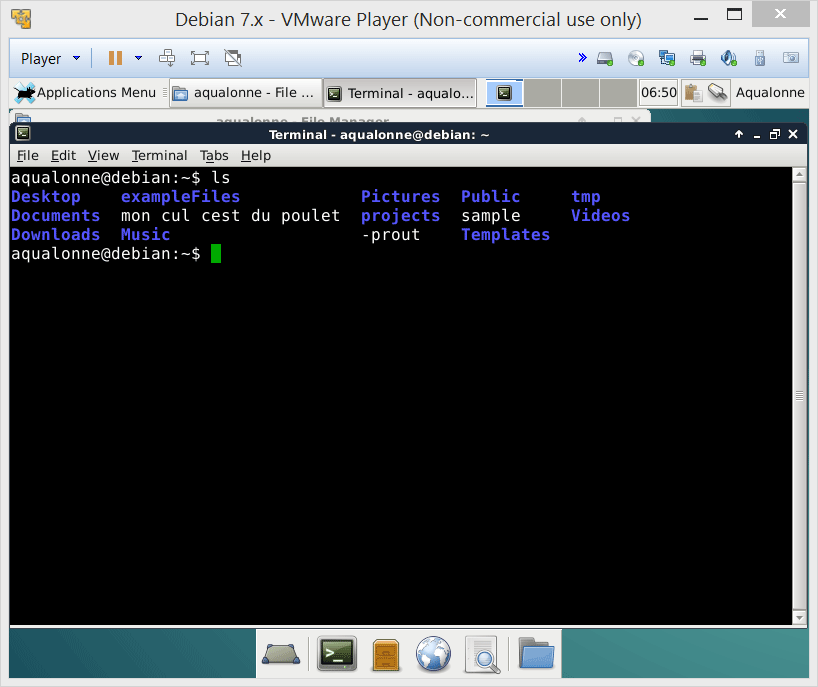 Debian 7.x - VMware Player (Non-commercial use only)
Player
Applications Menu aqualonne - File ... Terminal - aqualo... 06:50 Aqualonne
aqualonne - File Manager
Terminal - aqualonne@debian: ~
File Edit View Terminal Tabs Help
aqualonne@debian:~$ ls
Desktop exampleFiles Pictures Public tmp
Documents mon cul cest du poulet projects sample Videos
Downloads Music -prout Templates
aqualonne@debian:~$